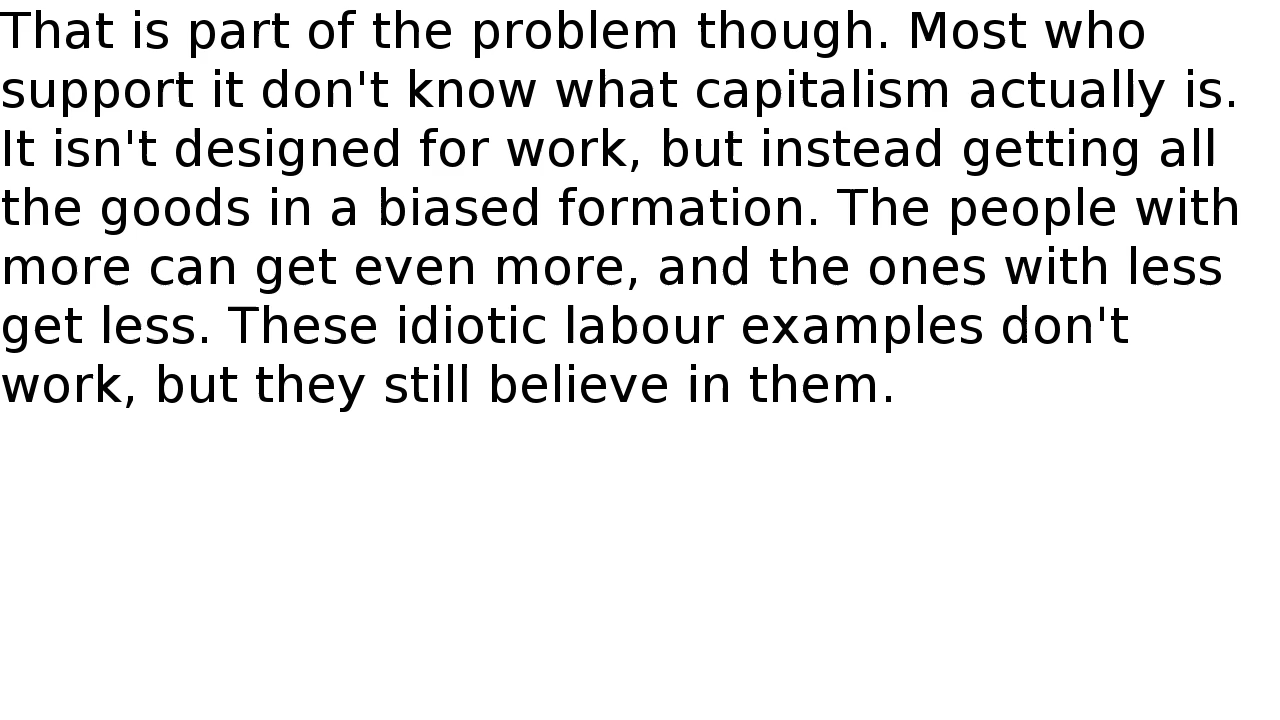 That is part of the problem though. Most who
support it don't know what capitalism actually is.
It isn't designed for work, but instead getting all
the goods in a biased formation. The people with
more can get even more, and the ones with less
get less. These idiotic labour examples don't
work, but they still believe in them.